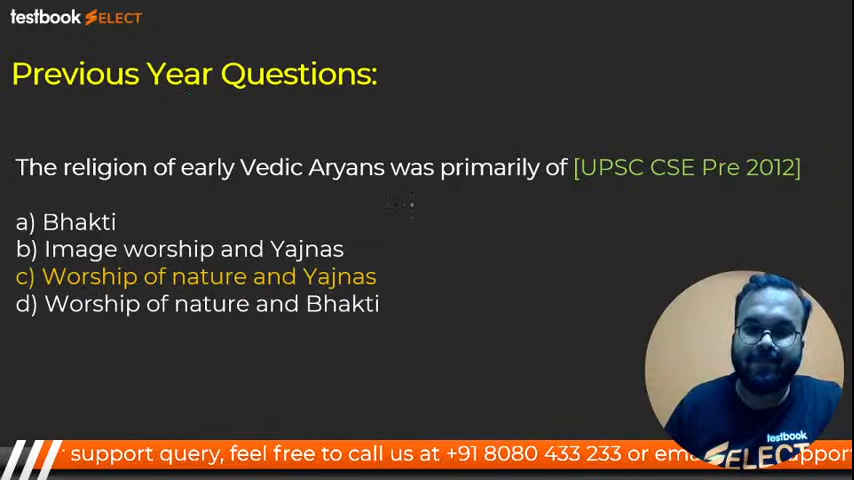 testbook SELECT
Previous Year Questions:
The religion of early Vedic Aryans was primarily of [UPSC CSE Pre 2012]
a) Bhakti
b) Image worship and Yajnas
c) Worship of nature and Yajnas
d) Worship of nature and Bhakti
testbook
SELECT
support query, feel free to call us at +91 8080 433 233 or